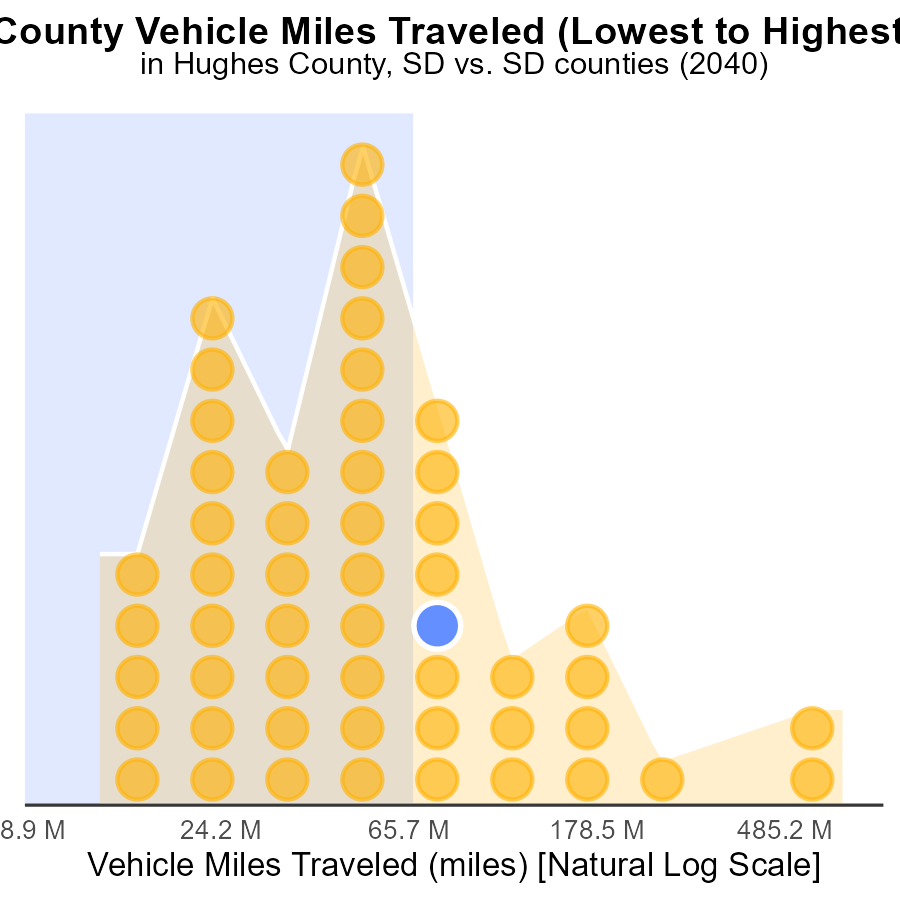 County Vehicle Miles Traveled (Lowest to Highest
in Hughes County, SD vs. SD counties (2040)
8.9 M 24.2 M 65.7 M 178.5 M 485.2 M
Vehicle Miles Traveled (miles) [Natural Log Scale]